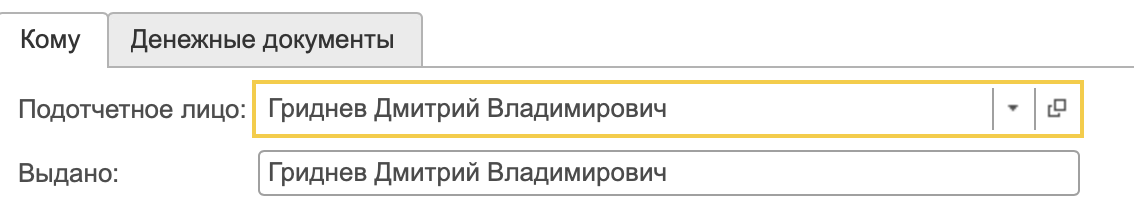 Кому Денежные документы
Подотчетное лицо: Гриднев Дмитрий Владимирович
Выдано: Гриднев Дмитрий Владимирович